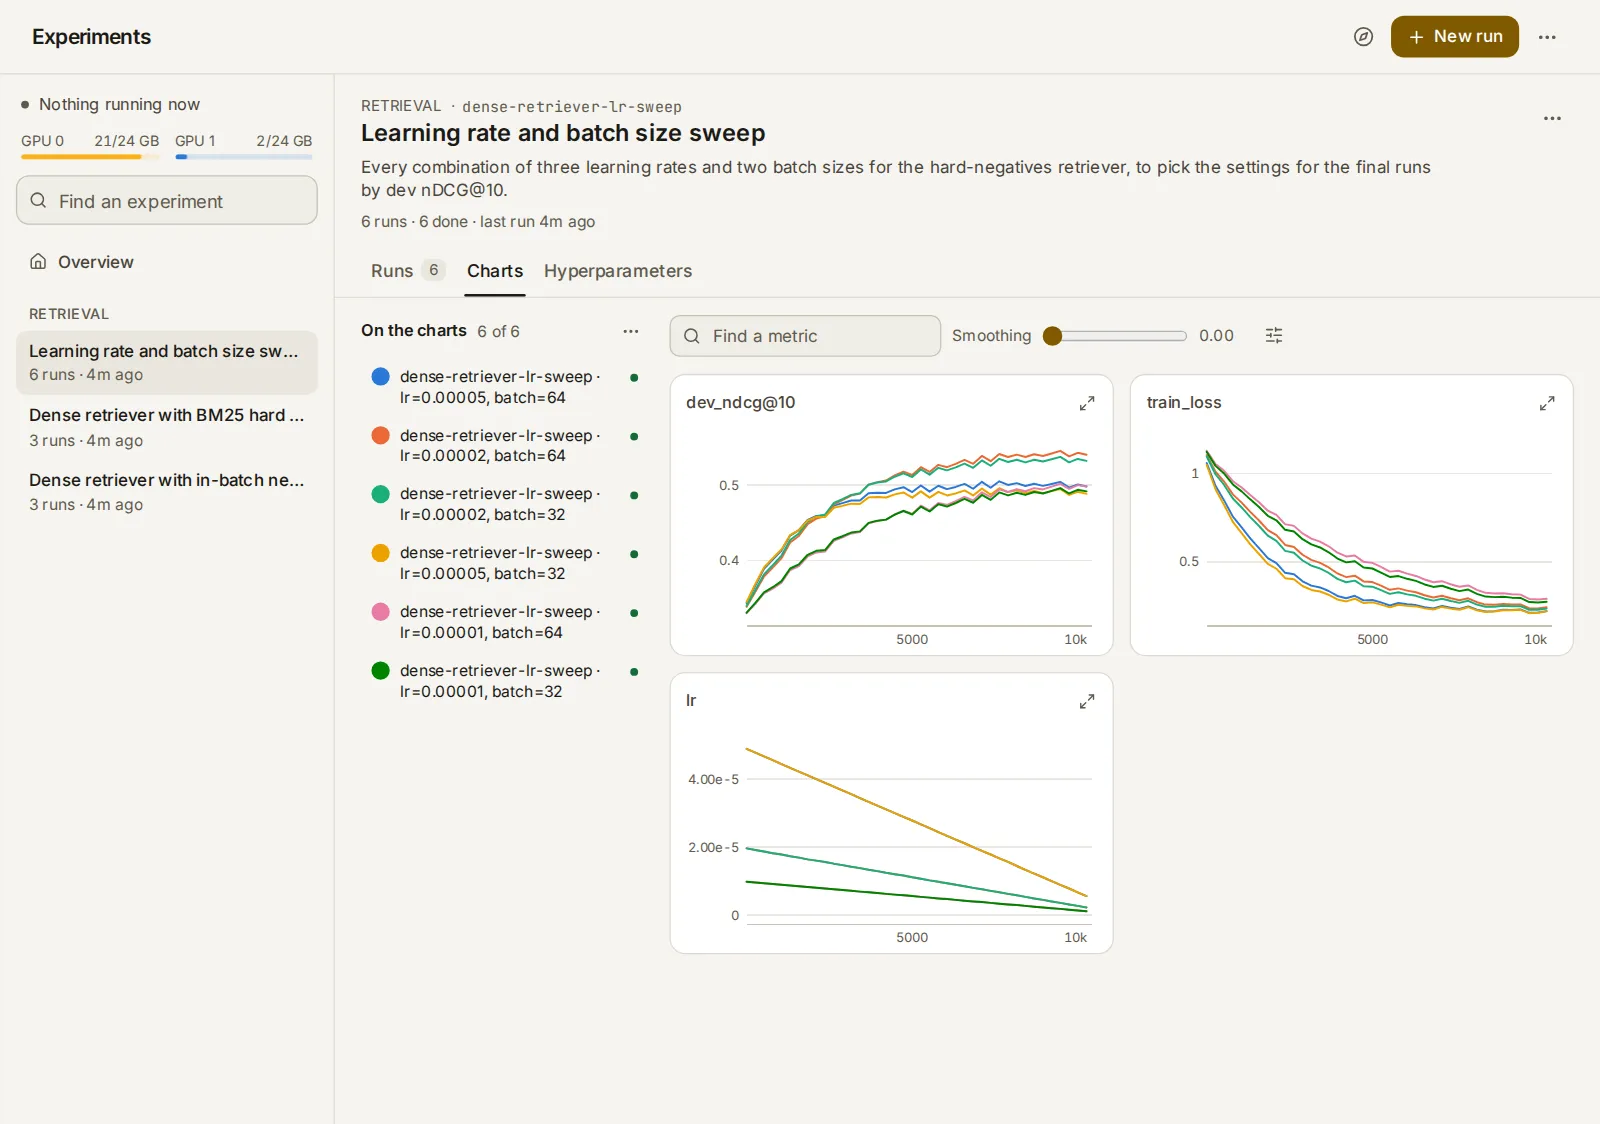 Experiments
New run
Nothing running now
GPU 0 21/24 GB GPU 1 2/24 GB
Find an experiment
Overview
RETRIEVAL
Learning rate and batch size sw...
6 runs · 4m ago
Dense retriever with BM25 hard ...
3 runs · 4m ago
Dense retriever with in-batch ne...
3 runs · 4m ago
RETRIEVAL · dense-retriever-lr-sweep
Learning rate and batch size sweep
Every combination of three learning rates and two batch sizes for the hard-negatives retriever, to pick the settings for the final runs
by dev nDCG@10.
6 runs · 6 done · last run 4m ago
Runs 6 Charts Hyperparameters
On the charts 6 of 6
dense-retriever-lr-sweep ·
lr=0.00005, batch=64
dense-retriever-lr-sweep ·
lr=0.00002, batch=64
dense-retriever-lr-sweep ·
lr=0.00002, batch=32
dense-retriever-lr-sweep ·
lr=0.00005, batch=32
dense-retriever-lr-sweep ·
lr=0.00001, batch=64
dense-retriever-lr-sweep ·
lr=0.00001, batch=32
Find a metric
Smoothing 0.00
dev_ndcg@10
0.5
0.4
5000 10k
train_loss
1
0.5
5000 10k
lr
4.00e-5
2.00e-5
0
5000 10k